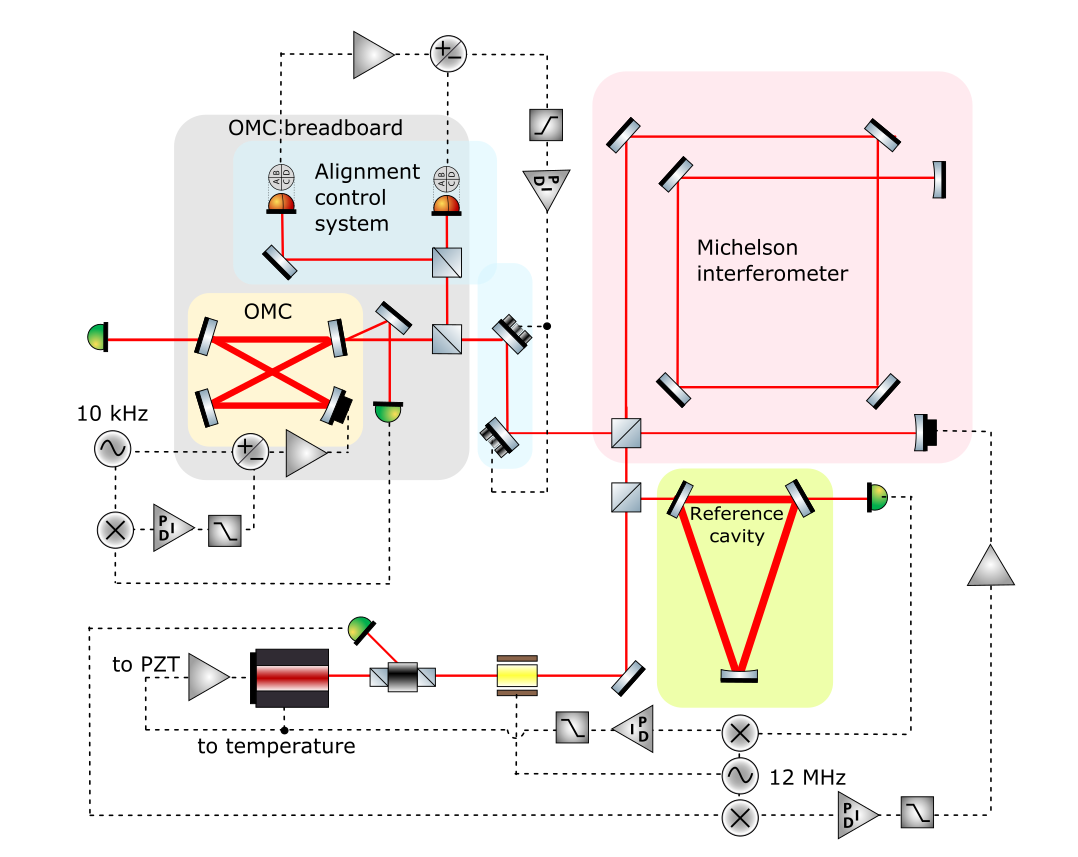 OMC breadboard
A B
C D
A B
C D
Alignment
control
system
P
I
D
Michelson
interferometer
OMC
10 kHz
P
I
D
Reference
cavity
to PZT
to temperature
P
I
D
12 MHz
P
I
D